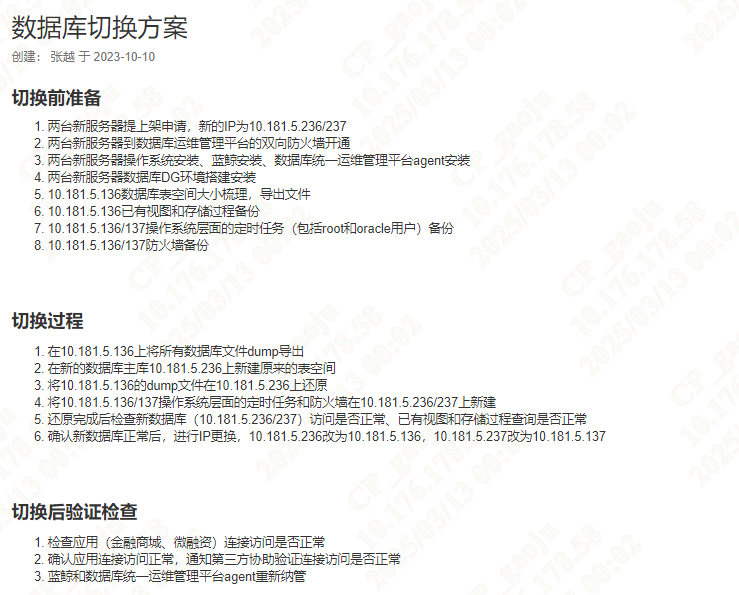 数据库切换方案
创建： 张越 于 2023-10-10
切换前准备
1. 两台新服务器提上架申请，新的IP为10.181.5.236/237
2. 两台新服务器到数据库运维管理平台的双向防火墙开通
3. 两台新服务器操作系统安装、蓝鲸安装、数据库统一运维管理平台agent安装
4. 两台新服务器数据库DG环境搭建安装
5. 10.181.5.136数据库表空间大小梳理，导出文件
6. 10.181.5.136已有视图和存储过程备份
7. 10.181.5.136/137操作系统层面的定时任务（包括root和oracle用户）备份
8. 10.181.5.136/137防火墙备份
切换过程
1. 在10.181.5.136上将所有数据库文件dump导出
2. 在新的数据库主库10.181.5.236上新建原来的表空间
3. 将10.181.5.136的dump文件在10.181.5.236上还原
4. 将10.181.5.136/137操作系统层面的定时任务和防火墙在10.181.5.236/237上新建
5. 还原完成后检查新数据库（10.181.5.236/237）访问是否正常、已有视图和存储过程查询是否正常
6. 确认新数据库正常后，进行IP更换，10.181.5.236改为10.181.5.136，10.181.5.237改为10.181.5.137
切换后验证检查
1. 检查应用（金融商城、微融资）连接访问是否正常
2. 确认应用连接访问正常，通知第三方协助验证连接访问是否正常
3. 蓝鲸和数据库统一运维管理平台agent重新纳管